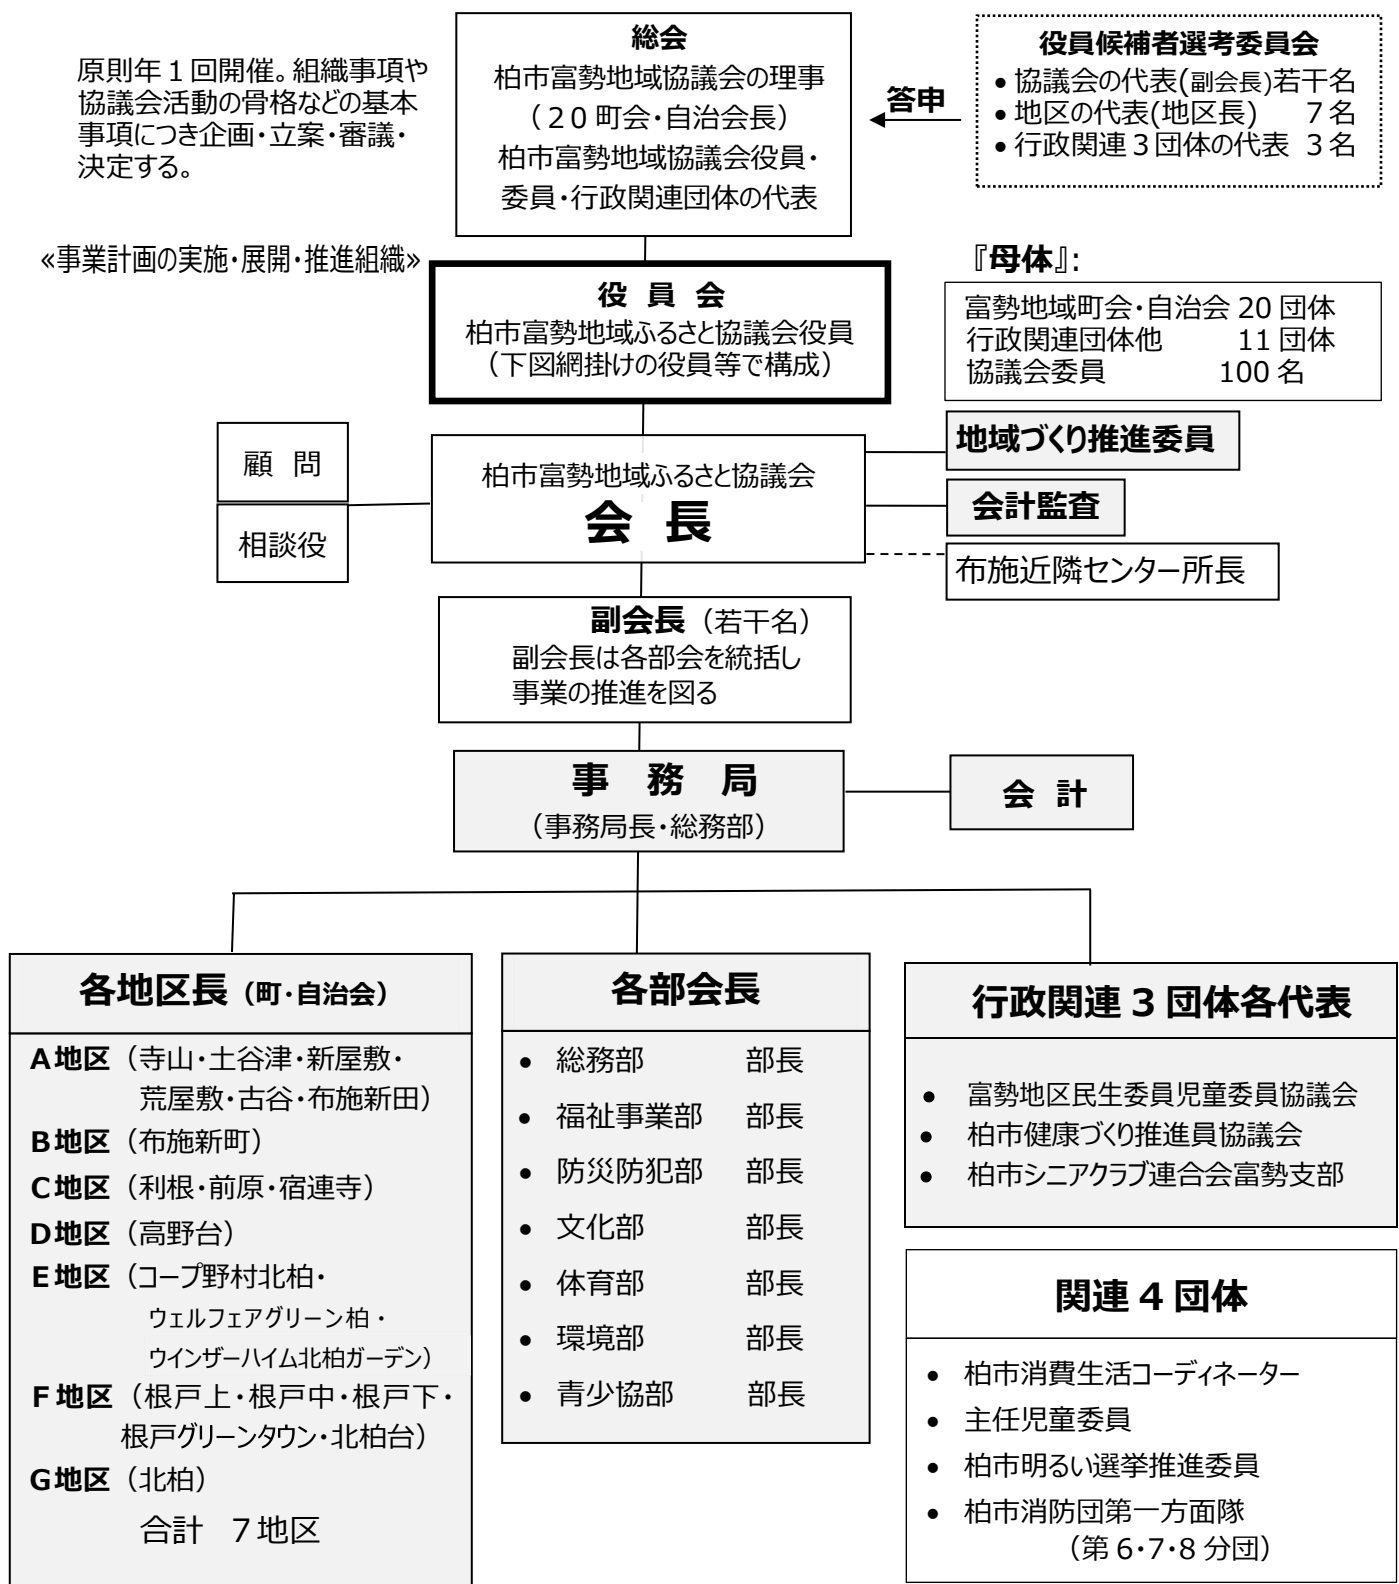 原則年1回開催。組織事項や
協議会活動の骨格などの基本
事項につき企画・立案・審議・
決定する。
総会
柏市富勢地域協議会の理事
（20町会・自治会長）
柏市富勢地域協議会役員・
委員・行政関連団体の代表
答申
役員候補者選考委員会
• 協議会の代表(副会長)若干名
• 地区の代表(地区長) 7名
• 行政関連3団体の代表 3名
«事業計画の実施・展開・推進組織»
役 員 会
柏市富勢地域ふるさと協議会役員
（下図網掛けの役員等で構成）
『母体』:
富勢地域町会・自治会 20 団体
行政関連団体他 11 団体
協議会委員 100 名
顧 問
相談役
柏市富勢地域ふるさと協議会
会 長
地域づくり推進委員
会計監査
布施近隣センター所長
副会長（若干名）
副会長は各部会を統括し
事業の推進を図る
事 務 局
（事務局長・総務部）
会 計
各地区長（町・自治会）
A地区（寺山・土谷津・新屋敷・
荒屋敷・古谷・布施新田）
B地区（布施新町）
C地区（利根・前原・宿連寺）
D地区（高野台）
E地区（コープ野村北柏・
ウェルフェアグリーン柏・
ウインザーハイム北柏ガーデン）
F地区（根戸上・根戸中・根戸下・
根戸グリーンタウン・北柏台）
G地区（北柏）
合計 7地区
各部会長
• 総務部 部長
• 福祉事業部 部長
• 防災防犯部 部長
• 文化部 部長
• 体育部 部長
• 環境部 部長
• 青少協部 部長
行政関連3団体各代表
• 富勢地区民生委員児童委員協議会
• 柏市健康づくり推進員協議会
• 柏市シニアクラブ連合会富勢支部
関連4団体
• 柏市消費生活コーディネーター
• 主任児童委員
• 柏市明るい選挙推進委員
• 柏市消防団第一方面隊
（第6・7・8分団）